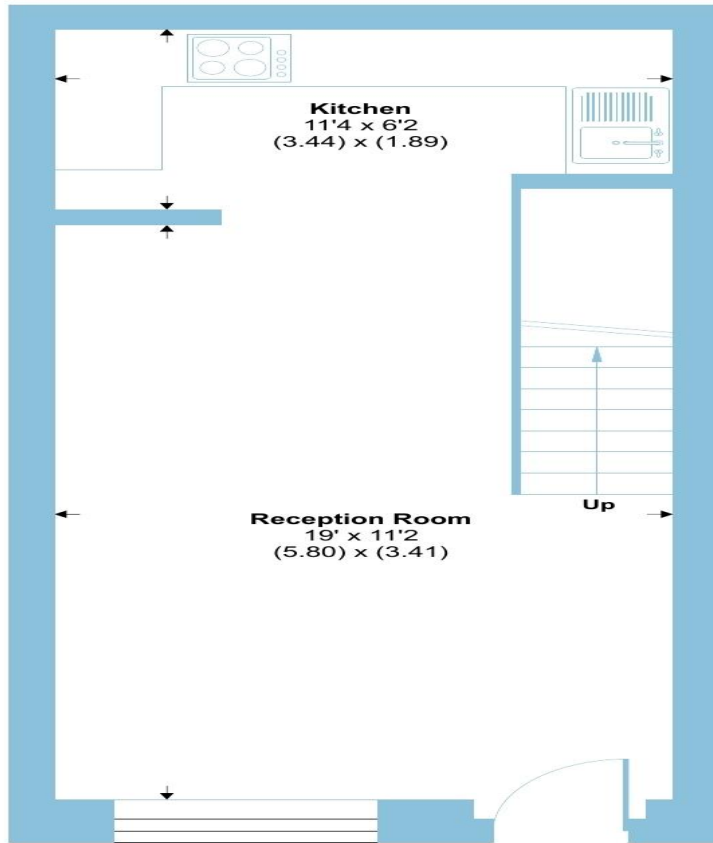 Kitchen
11'4 x 6'2
(3.44) x (1.89)
Up
Reception Room
19' x 11'2
(5.80) x (3.41)